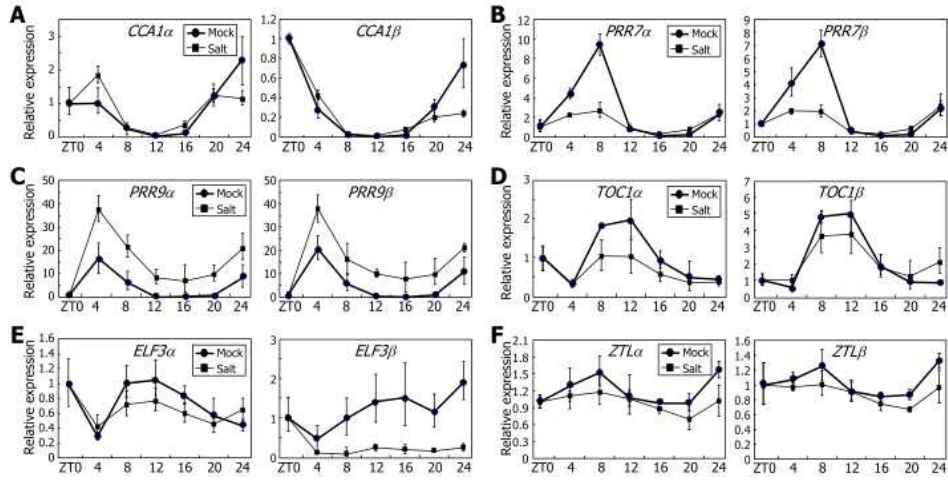 A
CCA1α
CCA1β
Relative expression
Mock
Salt
3
2
1
0
1.2
1
0.8
0.6
0.4
0.2
0
ZT0 4 8 12 16 20 24
ZT0 4 8 12 16 20 24
B
PRR7α
PRR7β
Relative expression
Mock
Salt
12
10
8
6
4
2
0
10
8
6
4
2
0
ZT0 4 8 12 16 20 24
ZT0 4 8 12 16 20 24
C
PRR9α
PRR9β
Relative expression
Mock
Salt
50
40
30
20
10
0
50
40
30
20
10
0
ZT0 4 8 12 16 20 24
ZT0 4 8 12 16 20 24
D
TOC1α
TOC1β
Relative expression
Mock
Salt
3
2
1
0
7
6
5
4
3
2
1
0
ZT0 4 8 12 16 20 24
ZT0 4 8 12 16 20 24
E
ELF3α
ELF3β
Relative expression
Mock
Salt
1.6
1.4
1.2
1
0.8
0.6
0.4
0.2
0
3
2
1
0
ZT0 4 8 12 16 20 24
ZT0 4 8 12 16 20 24
F
ZTLα
ZTLβ
Relative expression
Mock
Salt
2.1
1.8
1.5
1.2
0.9
0.6
0.3
0
1.6
1.4
1.2
1
0.8
0.6
0.4
0.2
0
ZT0 4 8 12 16 20 24
ZT0 4 8 12 16 20 24